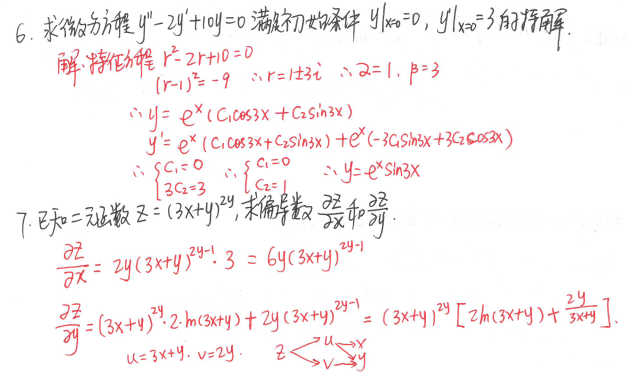 6. 求微分方程 y''-2y'+10y=0 满足初始条件 y|x=0=0, y'|x=0=3 的特解.
解: 特征方程 r²-2r+10=0
(r-1)²=-9 ∴r=1±3i ∴α=1, β=3
∴y=eˣ(C₁cos3x+C₂sin3x)
y'=eˣ(C₁cos3x+C₂sin3x)+eˣ(-3C₁sin3x+3C₂cos3x)
∴{C₁=0 3C₂=3 ∴{C₁=0 C₂=1 ∴y=eˣsin3x
7. 已知二元函数 z=(3x+y)^{2y}, 求偏导数 ∂z/∂x 和 ∂z/∂y.
∂z/∂x = 2y(3x+y)^{2y-1}·3 = 6y(3x+y)^{2y-1}
∂z/∂y = (3x+y)^{2y}·2·ln(3x+y)+2y(3x+y)^{2y-1} = (3x+y)^{2y}[2ln(3x+y)+2y/(3x+y)].
u=3x+y. v=2y. z u→x v→y